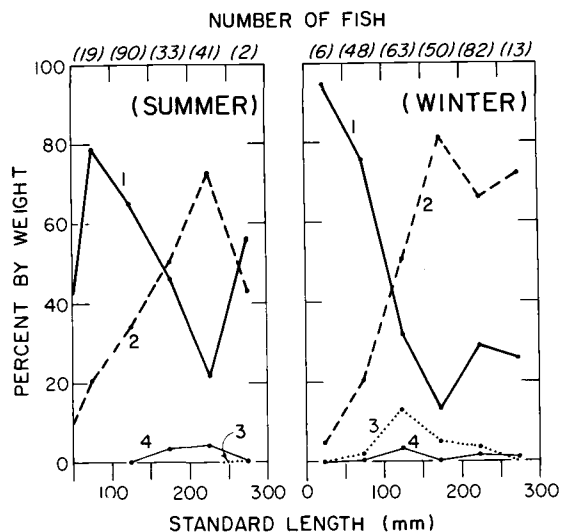 NUMBER OF FISH
(19) (90) (33) (41) (2) (6) (48) (63) (50) (82) (13)
100
80
60
40
20
0
PERCENT BY WEIGHT
(SUMMER)
1
2
3
4
(WINTER)
1
2
3
4
50 100 200 300 0 100 200 300
STANDARD LENGTH (mm)